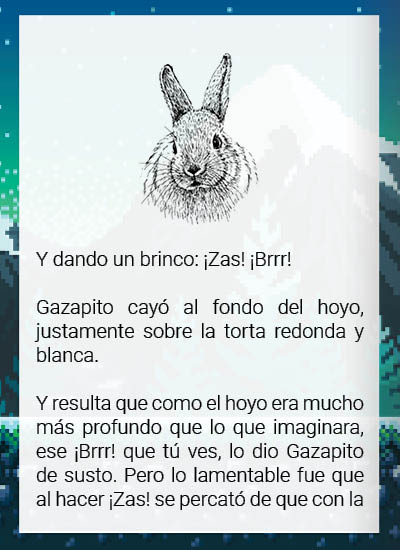 Y dando un brinco: ¡Zas! ¡Brrr!
Gazapito cayó al fondo del hoyo,
justamente sobre la torta redonda y
blanca.
Y resulta que como el hoyo era mucho
más profundo que lo que imaginara,
ese ¡Brrr! que tú ves, lo dio Gazapito
de susto. Pero lo lamentable fue que
al hacer ¡Zas! se percató de que con la